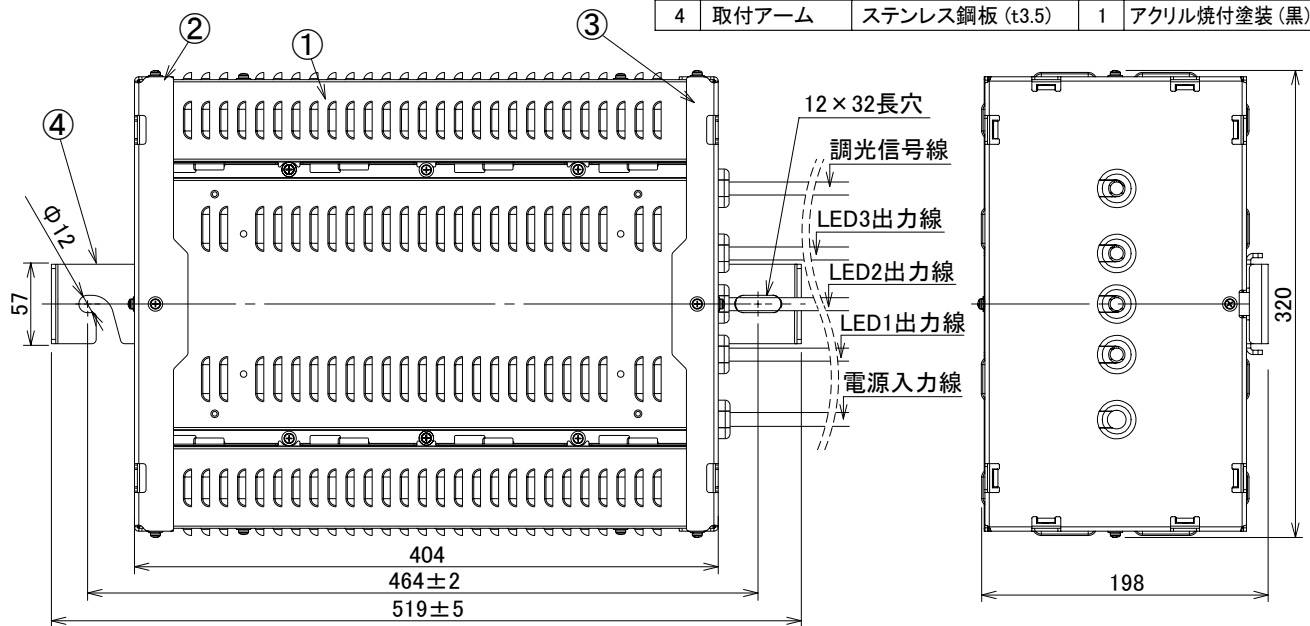 4 取付アーム ステンレス鋼板 (t3.5) 1 アクリル焼付塗装 (黒)
②
①
③
12×32長穴
④
調光信号線
φ12
LED3出力線
57
LED2出力線
320
LED1出力線
電源入力線
404
464±2
198
519±5